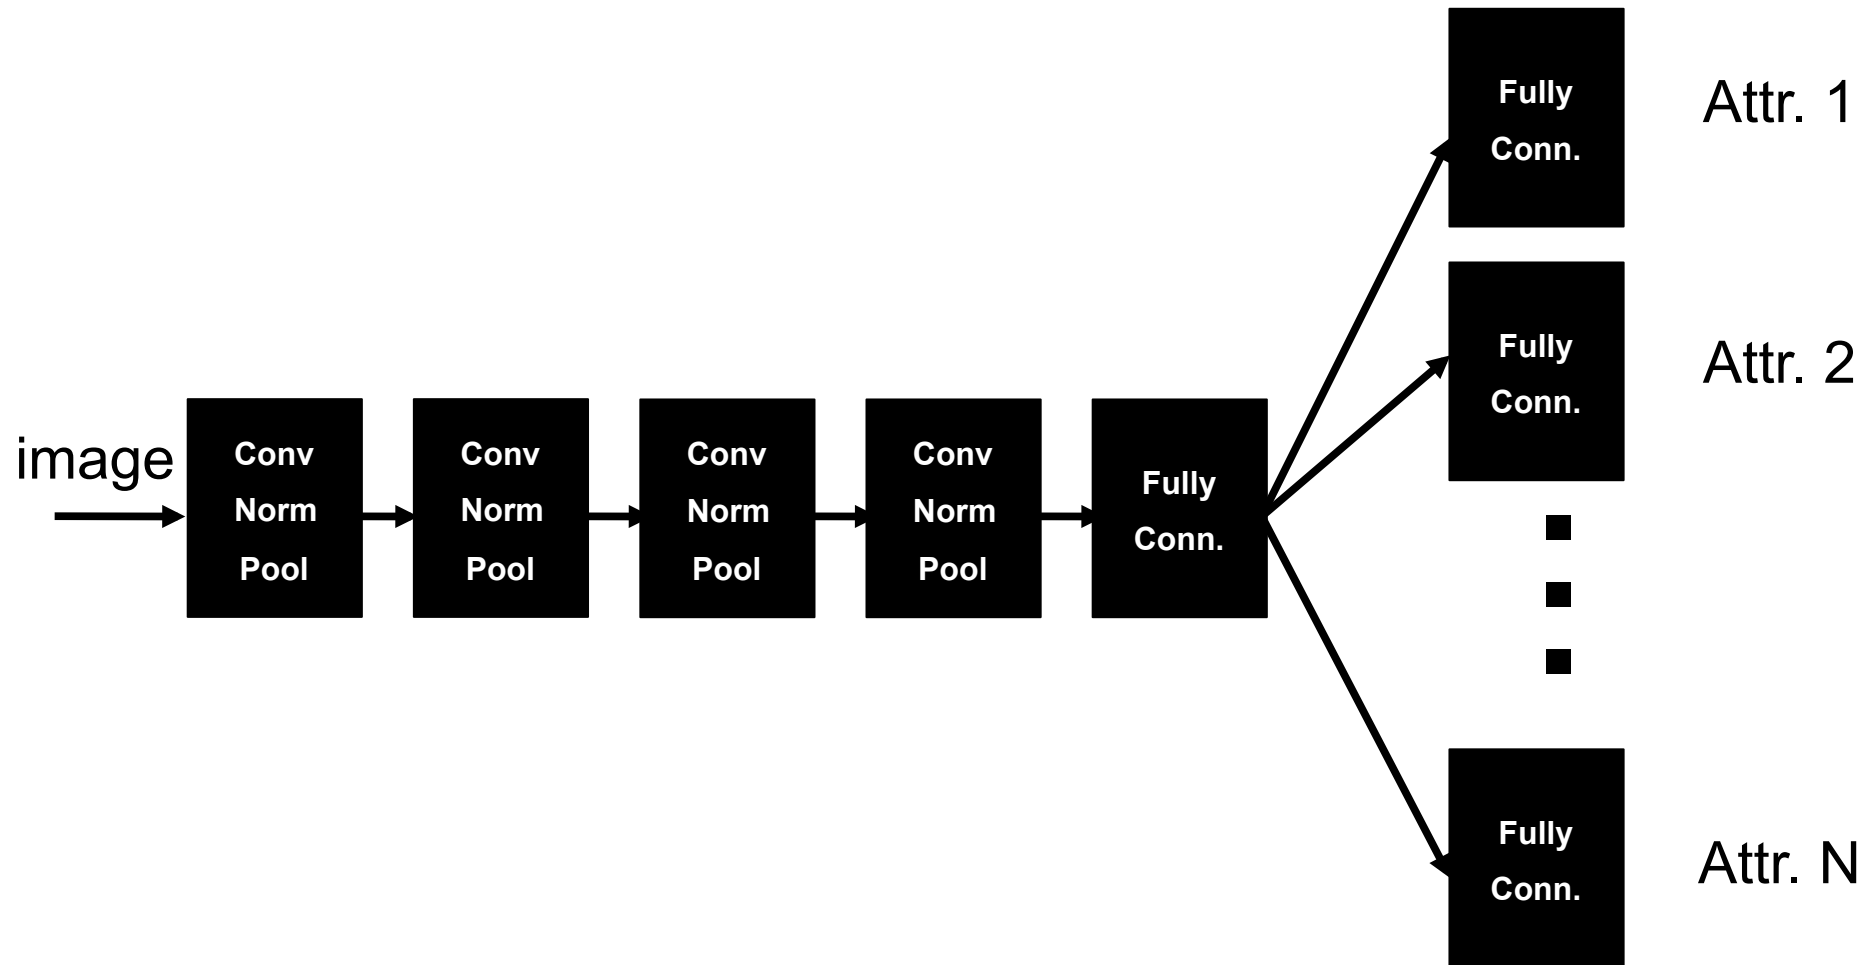 image
Conv
Norm
Pool
Conv
Norm
Pool
Conv
Norm
Pool
Conv
Norm
Pool
Fully
Conn.
Fully
Conn.
Attr. 1
Fully
Conn.
Attr. 2
Fully
Conn.
Attr. N